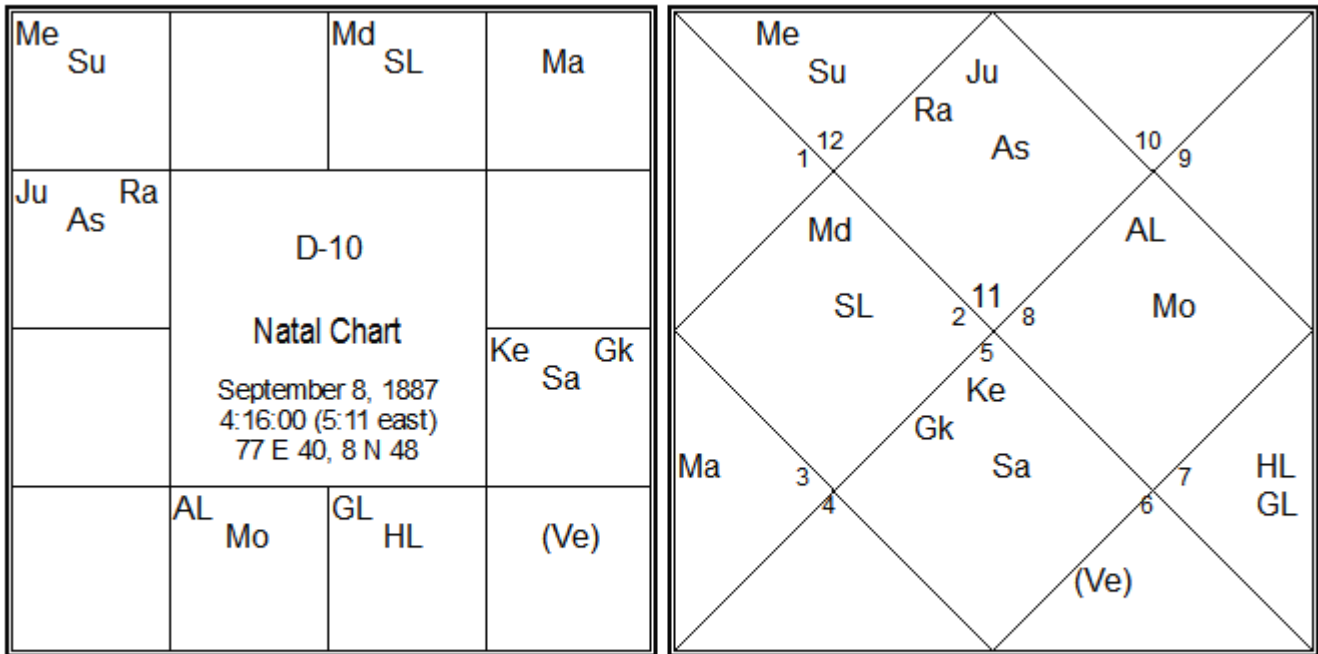 Me
Su
Md
SL
Ma
Ju Ra
As
D-10
Natal Chart
September 8, 1887
4:16:00 (5:11 east)
77 E 40, 8 N 48
Ke Gk
Sa
AL
Mo
GL
HL
(Ve)
Me
Su
Ju
Ra
As
12
1
10
9
Md
SL
AL
Mo
2
11
8
5
Ke
Gk
Sa
Ma
3
4
7
6
HL
GL
(Ve)